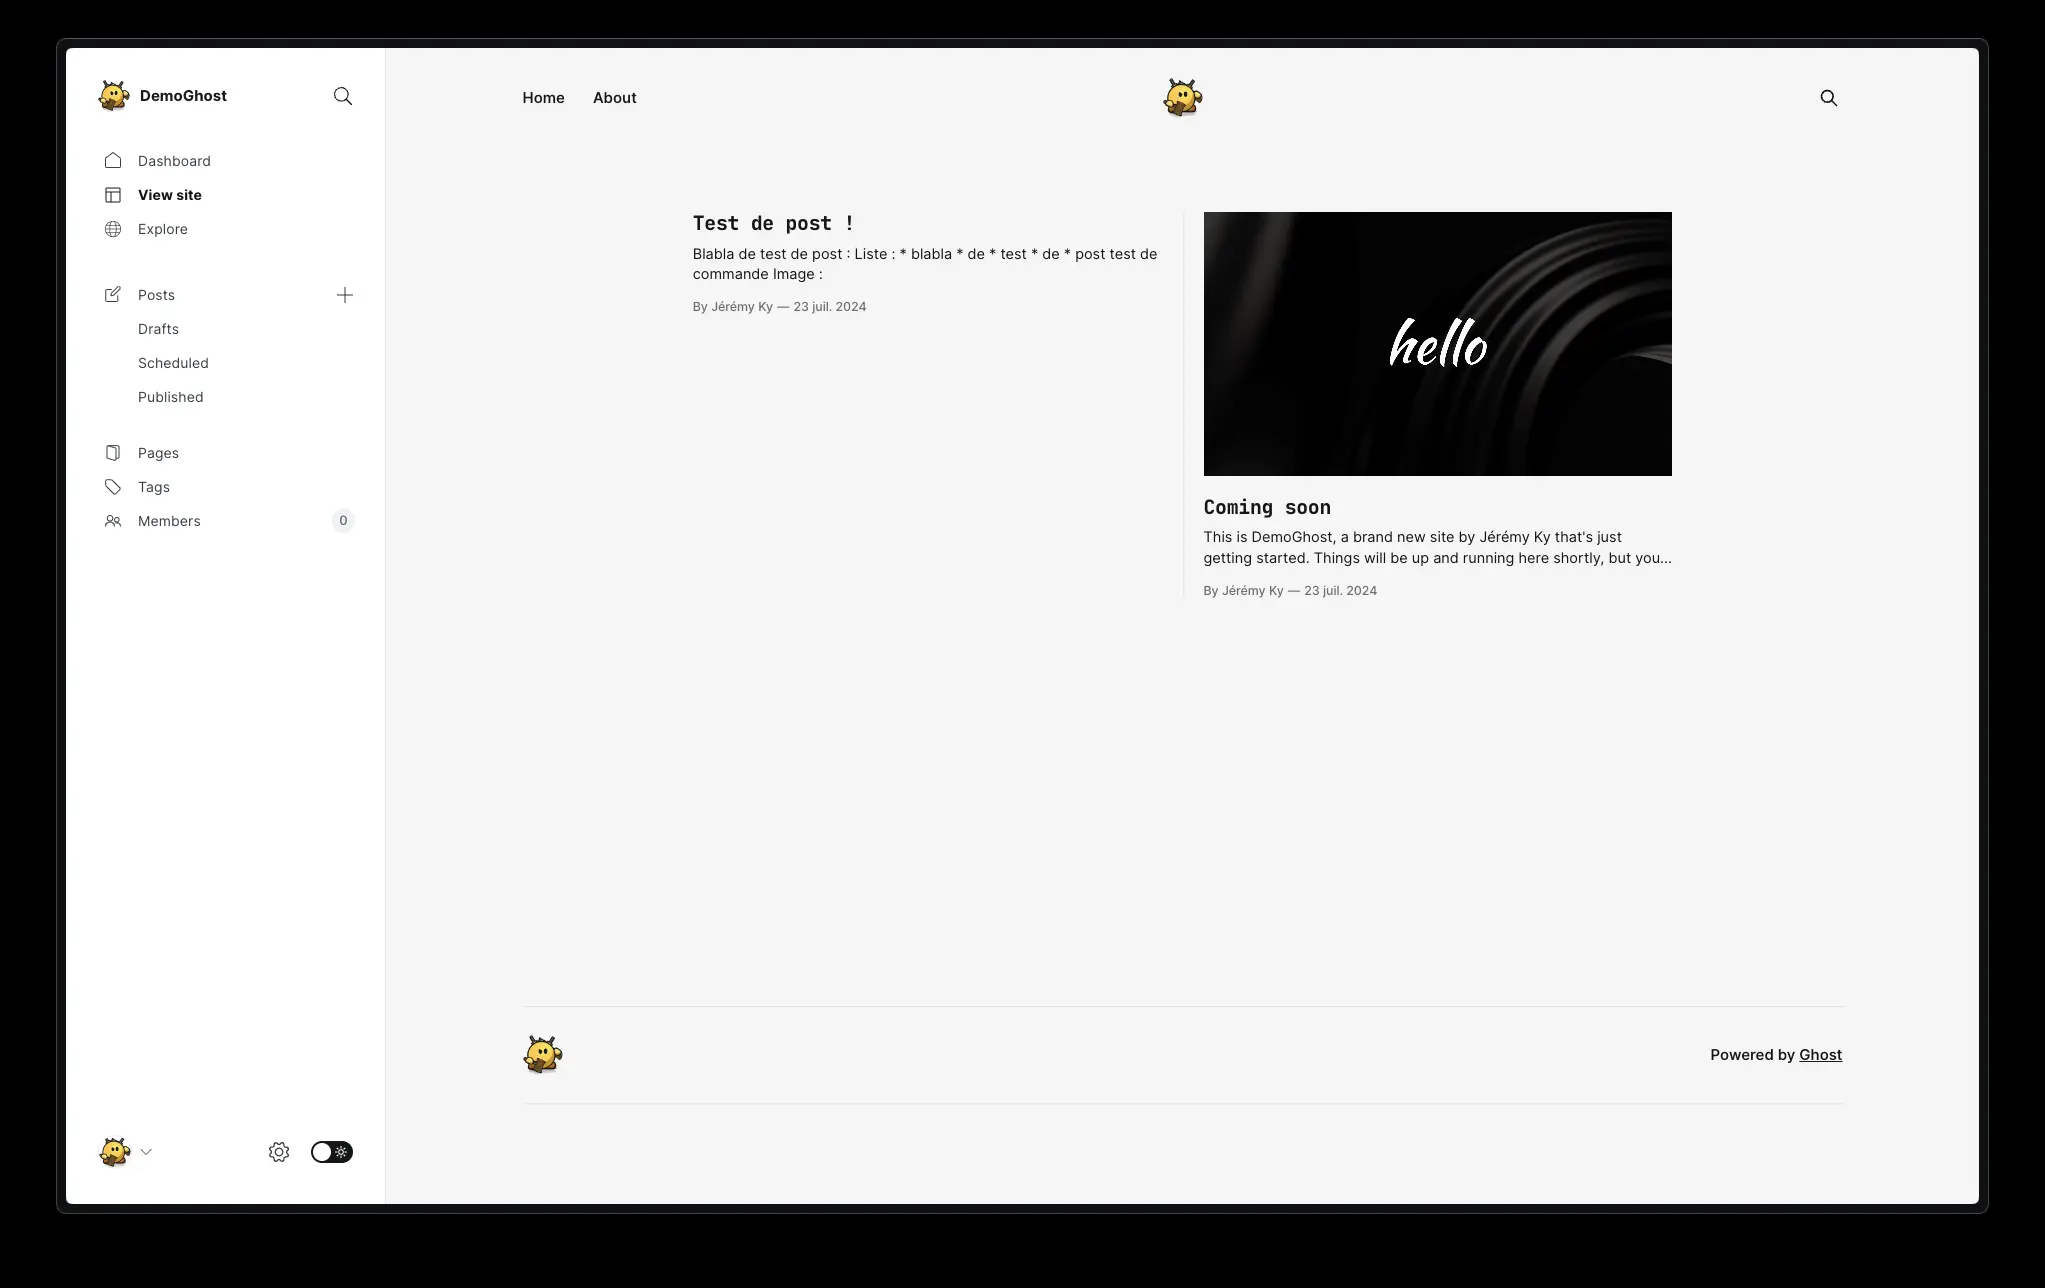 DemoGhost
Dashboard
View site
Explore
Posts
Drafts
Scheduled
Published
Pages
Tags
Members
0
Home
About
Test de post !
Blabla de test de post : Liste : * blabla * de * test * de * post test de
commande Image :
By Jérémy Ky — 23 juil. 2024
hello
Coming soon
This is DemoGhost, a brand new site by Jérémy Ky that's just
getting started. Things will be up and running here shortly, but you...
By Jérémy Ky — 23 juil. 2024
Powered by Ghost